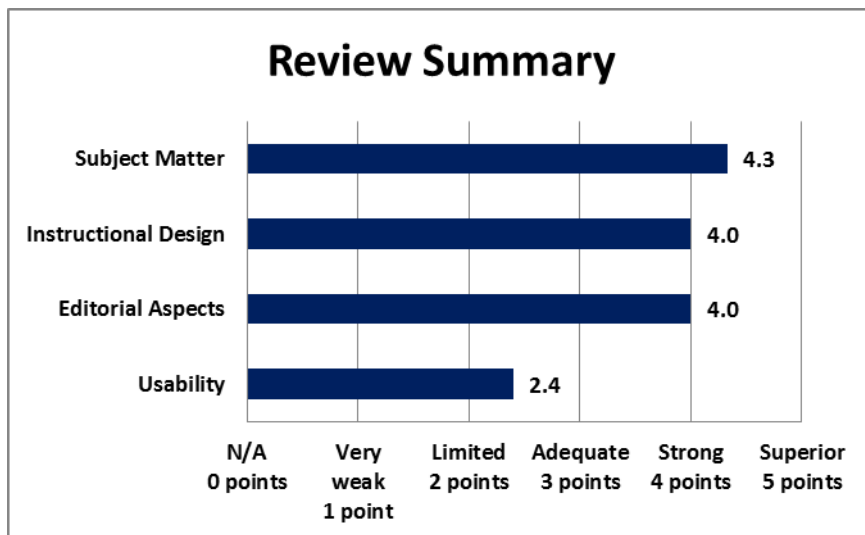 Review Summary
Subject Matter
4.3
Instructional Design
4.0
Editorial Aspects
4.0
Usability
2.4
N/A
0 points
Very
weak
1 point
Limited
2 points
Adequate
3 points
Strong
4 points
Superior
5 points